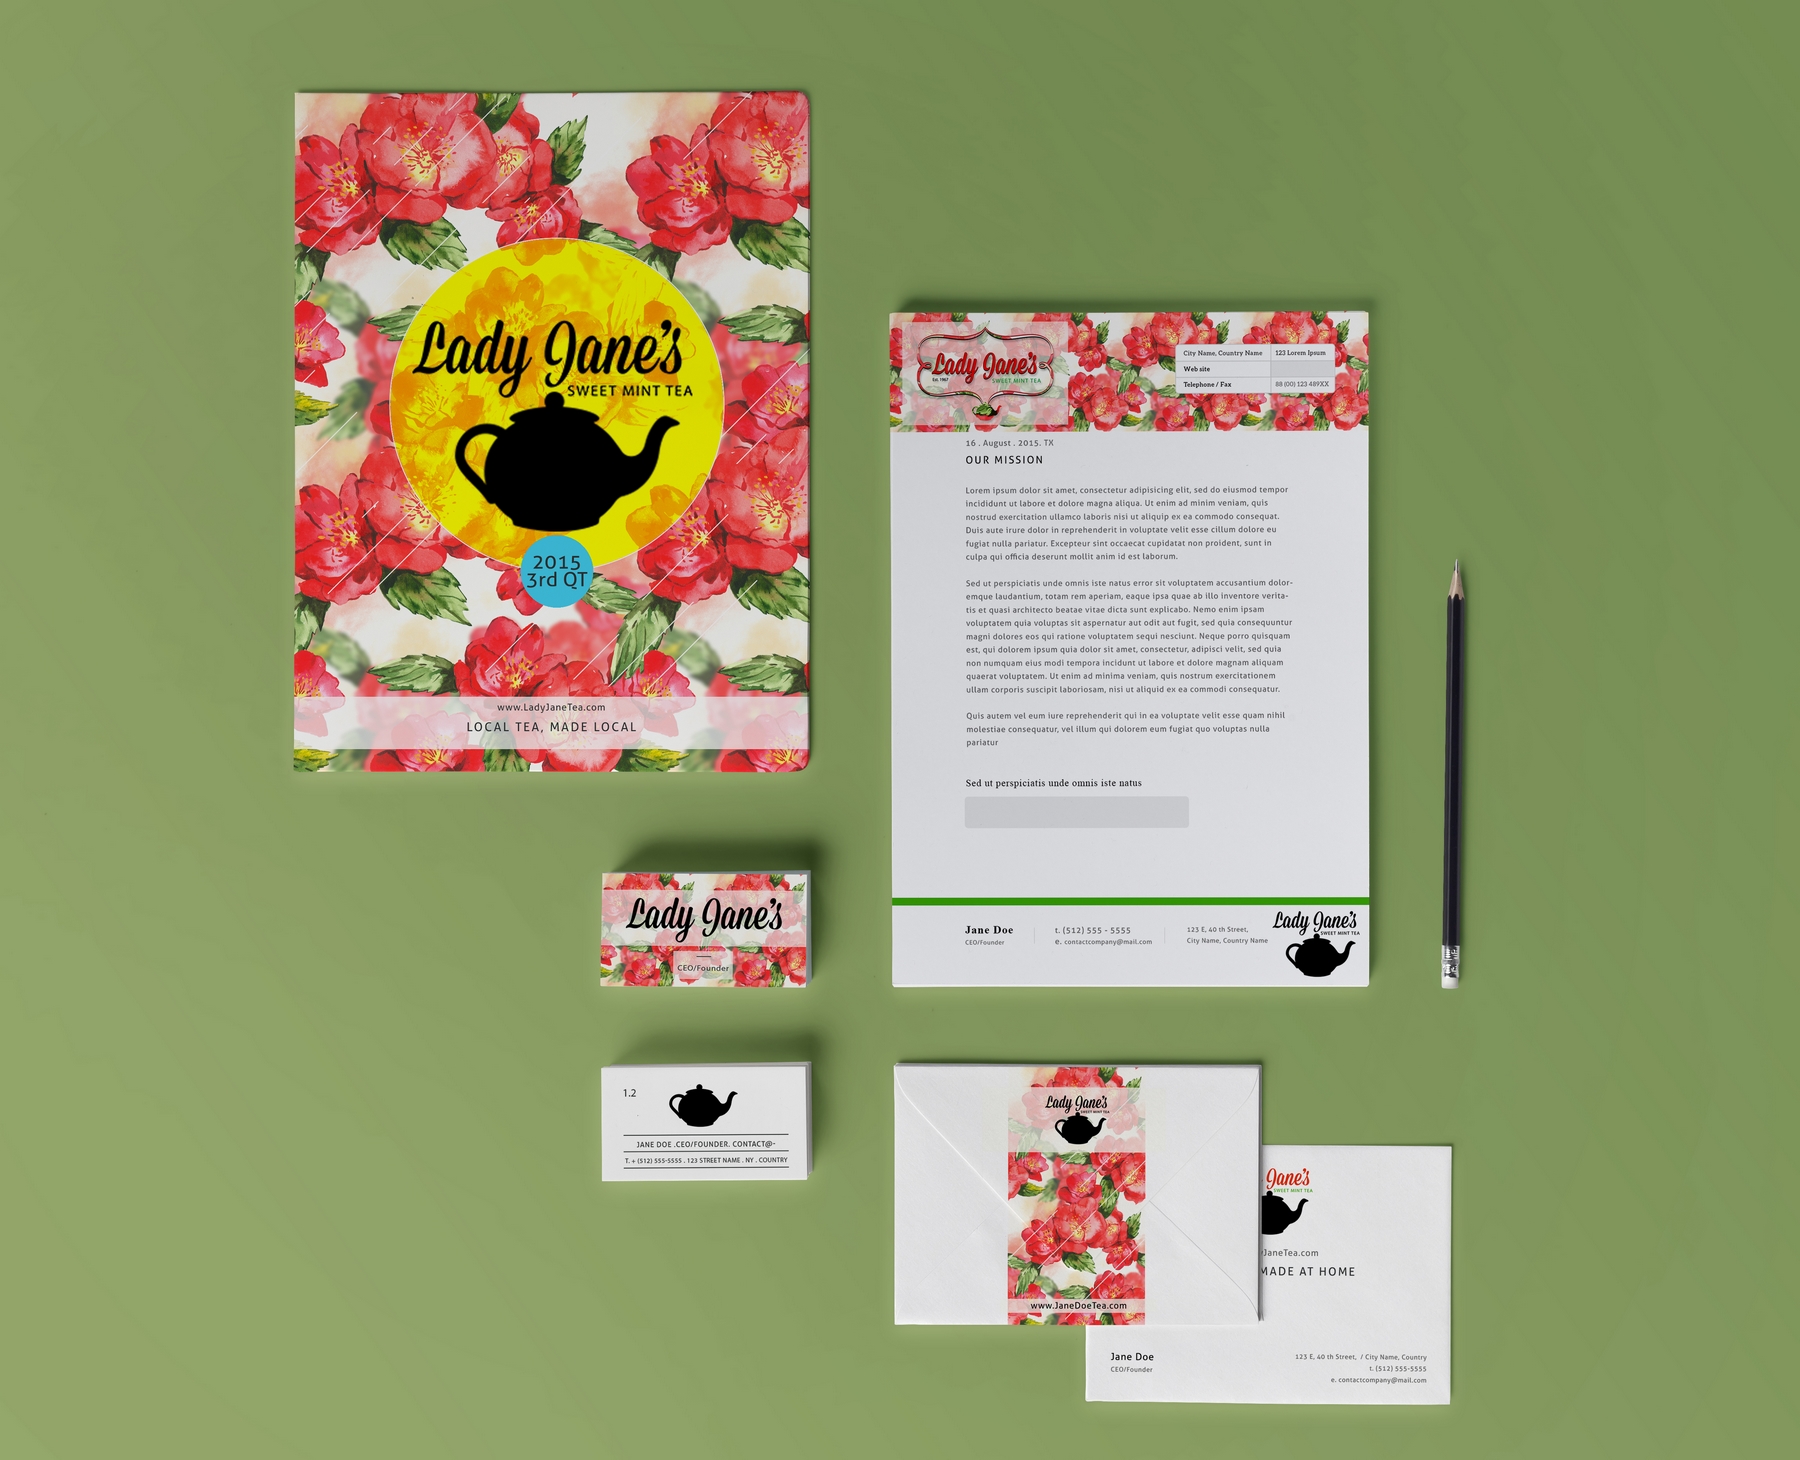 Lady Jane's
SWEET MINT TEA
2015
3rd QT
www.LadyJaneTea.com
LOCAL TEA, MADE LOCAL
Lady Jane's
Est. 1967
SWEET MINT TEA
City Name, Country Name 123 Lorem Ipsum
Web site
Telephone / Fax 88 (00) 123 489XX
16 . August . 2015. TX
OUR MISSION
Lorem ipsum dolor sit amet, consectetur adipisicing elit, sed do eiusmod tempor
incididunt ut labore et dolore magna aliqua. Ut enim ad minim veniam, quis
nostrud exercitation ullamco laboris nisi ut aliquip ex ea commodo consequat.
Duis aute irure dolor in reprehenderit in voluptate velit esse cillum dolore eu
fugiat nulla pariatur. Excepteur sint occaecat cupidatat non proident, sunt in
culpa qui officia deserunt mollit anim id est laborum.
Sed ut perspiciatis unde omnis iste natus error sit voluptatem accusantium dolor-
emque laudantium, totam rem aperiam, eaque ipsa quae ab illo inventore verita-
tis et quasi architecto beatae vitae dicta sunt explicabo. Nemo enim ipsam
voluptatem quia voluptas sit aspernatur aut odit aut fugit, sed quia consequuntur
magni dolores eos qui ratione voluptatem sequi nesciunt. Neque porro quisquam
est, qui dolorem ipsum quia dolor sit amet, consectetur, adipisci velit, sed quia
non numquam eius modi tempora incidunt ut labore et dolore magnam aliquam
quaerat voluptatem. Ut enim ad minima veniam, quis nostrum exercitationem
ullam corporis suscipit laboriosam, nisi ut aliquid ex ea commodi consequatur.
Quis autem vel eum iure reprehenderit qui in ea voluptate velit esse quam nihil
molestiae consequatur, vel illum qui dolorem eum fugiat quo voluptas nulla
pariatur
Sed ut perspiciatis unde omnis iste natus
Jane Doe
CEO/Founder
t. (512) 555 - 5555
e. contactcompany@mail.com
123 E, 40 th Street,
City Name, Country Name
Lady Jane's
SWEET MINT TEA
Lady Jane's
CEO/Founder
1.2
JANE DOE .CEO/FOUNDER. CONTACT@-
T. + (512) 555-5555 . 123 STREET NAME . NY . COUNTRY
Lady Jane's
SWEET MINT TEA
www.JaneDoeTea.com
Jane's
SWEET MINT TEA
JaneTea.com
MADE AT HOME
Jane Doe
CEO/Founder
123 E, 40 th Street, / City Name, Country
t. (512) 555-5555
e. contactcompany@mail.com